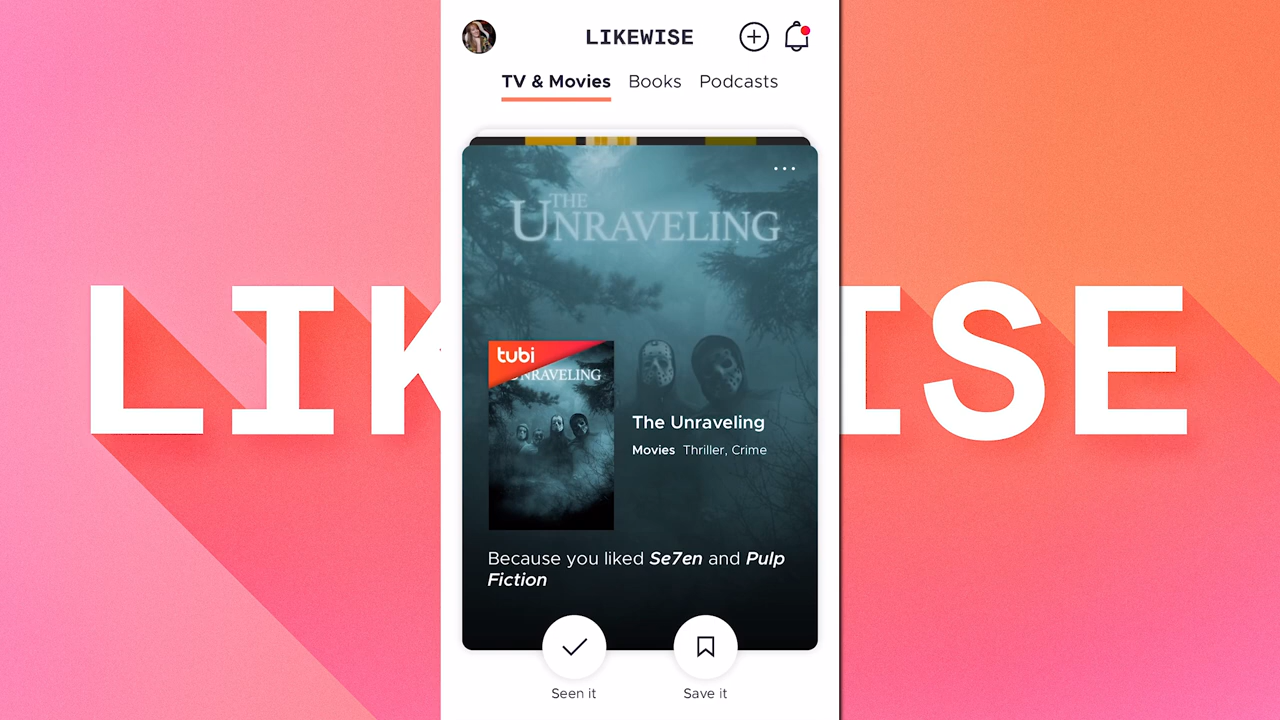 LIKEWISE
TV & Movies Books Podcasts
THE
UNRAVELING
tubi
UNRAVELING
The Unraveling
Movies Thriller, Crime
Because you liked Se7en and Pulp
Fiction
Seen it Save it
LIK ISE